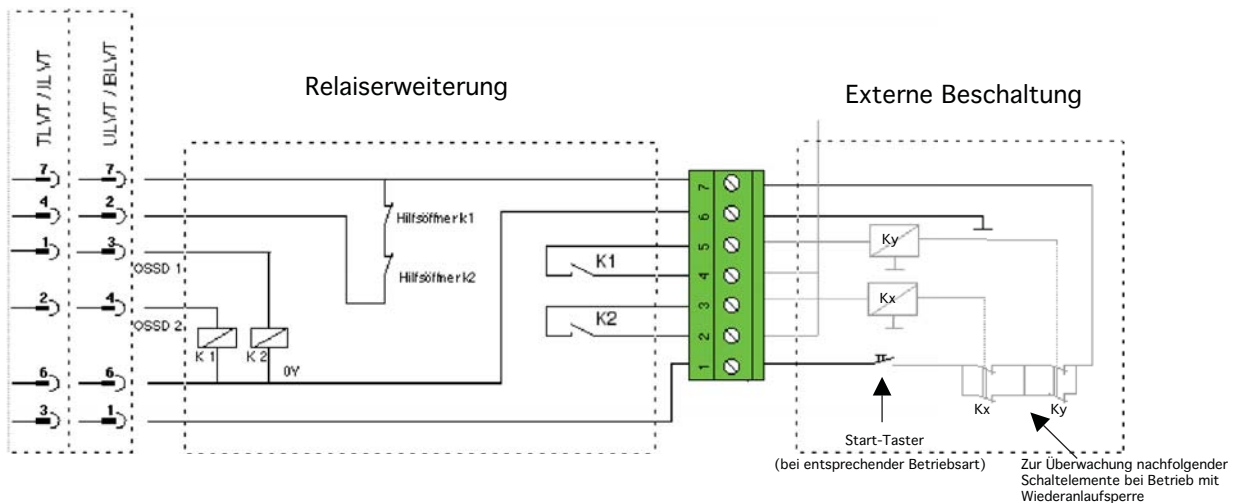 TLVT / ILVT
ULVT / BLVT
Relaiserweiterung
Externe Beschaltung
7
7
4
2
1
3
2
4
6
6
3
1
OSSD 1
OSSD 2
K 1
K 2
0V
Hilfsöffner k1
Hilfsöffner k2
K1
K2
7
6
5
4
3
2
1
Ky
Kx
Kx
Ky
Start-Taster
(bei entsprechender Betriebsart)
Zur Überwachung nachfolgender
Schaltelemente bei Betrieb mit
Wiederanlaufsperre